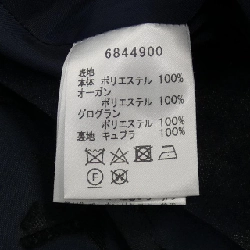 6844900
表地
本体 ポリエステル 100%
オーガン
ポリエステル 100%
グログラン
ポリエステル 100%
裏地 キュプラ 100%